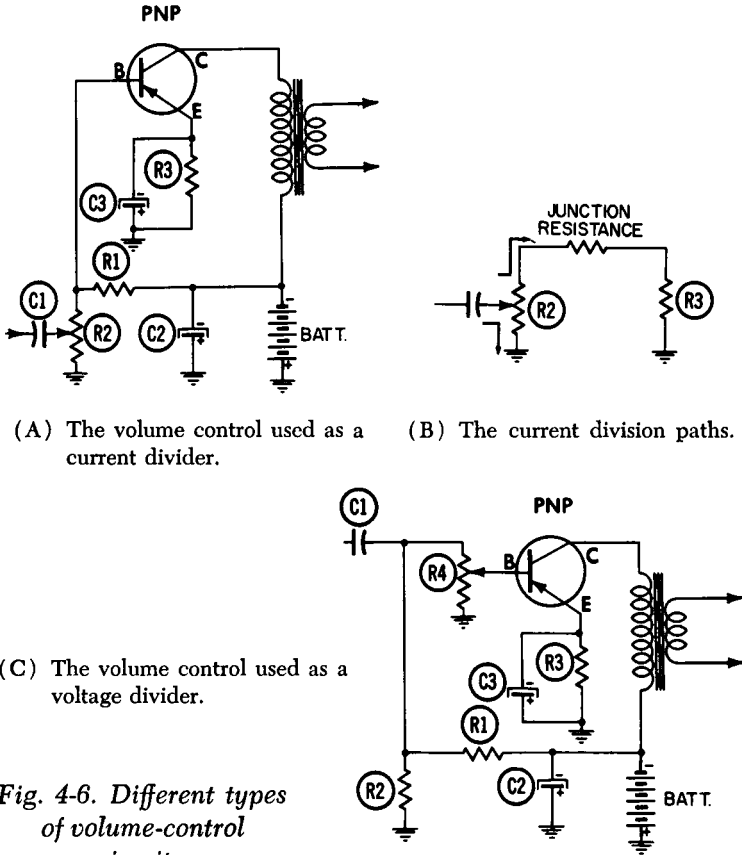 PNP
B
C
E
R3
C3
-
+
R1
C1
R2
C2
-
+
-
BATT.
+
JUNCTION
RESISTANCE
R2
R3
(A) The volume control used as a
current divider.
(B) The current division paths.
C1
PNP
R4
B
C
E
R3
C3
-
+
R1
R2
C2
-
+
-
BATT.
+
(C) The volume control used as a
voltage divider.
Fig. 4-6. Different types
of volume-control